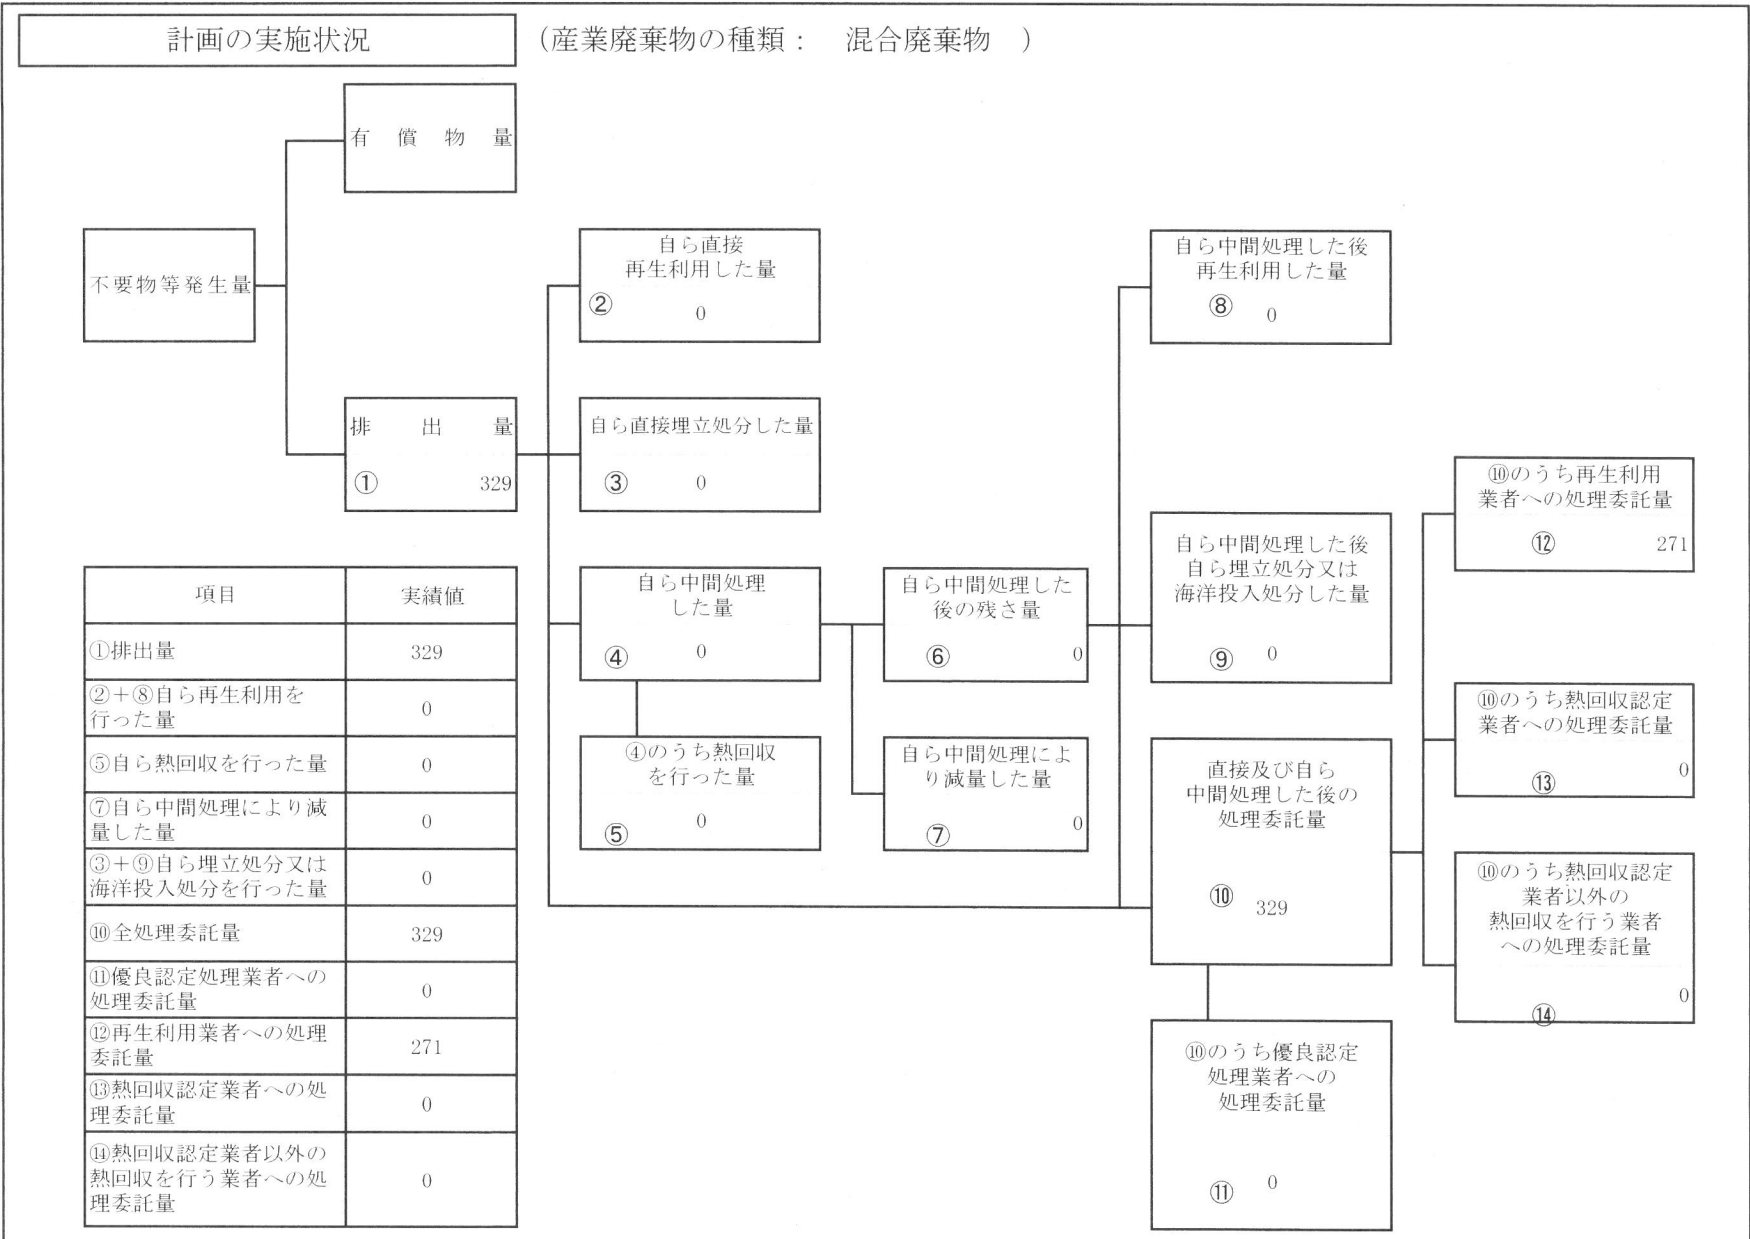 計画の実施状況
（産業廃棄物の種類： 混合廃棄物 ）
有償物量
不要物等発生量
排出量
① 329
自ら直接
再生利用した量
② 0
自ら直接埋立処分した量
③ 0
自ら中間処理
した量
④ 0
④のうち熱回収
を行った量
⑤ 0
自ら中間処理した
後の残さ量
⑥ 0
自ら中間処理によ
り減量した量
⑦ 0
自ら中間処理した後
再生利用した量
⑧ 0
自ら中間処理した後
自ら埋立処分又は
海洋投入処分した量
⑨ 0
直接及び自ら
中間処理した後の
処理委託量
⑩ 329
⑩のうち優良認定
処理業者への
処理委託量
⑪ 0
⑩のうち再生利用
業者への処理委託量
⑫ 271
⑩のうち熱回収認定
業者への処理委託量
⑬ 0
⑩のうち熱回収認定
業者以外の
熱回収を行う業者
への処理委託量
⑭ 0
項目 実績値
①排出量 329
②＋⑧自ら再生利用を
行った量 0
⑤自ら熱回収を行った量 0
⑦自ら中間処理により減
量した量 0
③＋⑨自ら埋立処分又は
海洋投入処分を行った量 0
⑩全処理委託量 329
⑪優良認定処理業者への
処理委託量 0
⑫再生利用業者への処理
委託量 271
⑬熱回収認定業者への処
理委託量 0
⑭熱回収認定業者以外の
熱回収を行う業者への処
理委託量 0